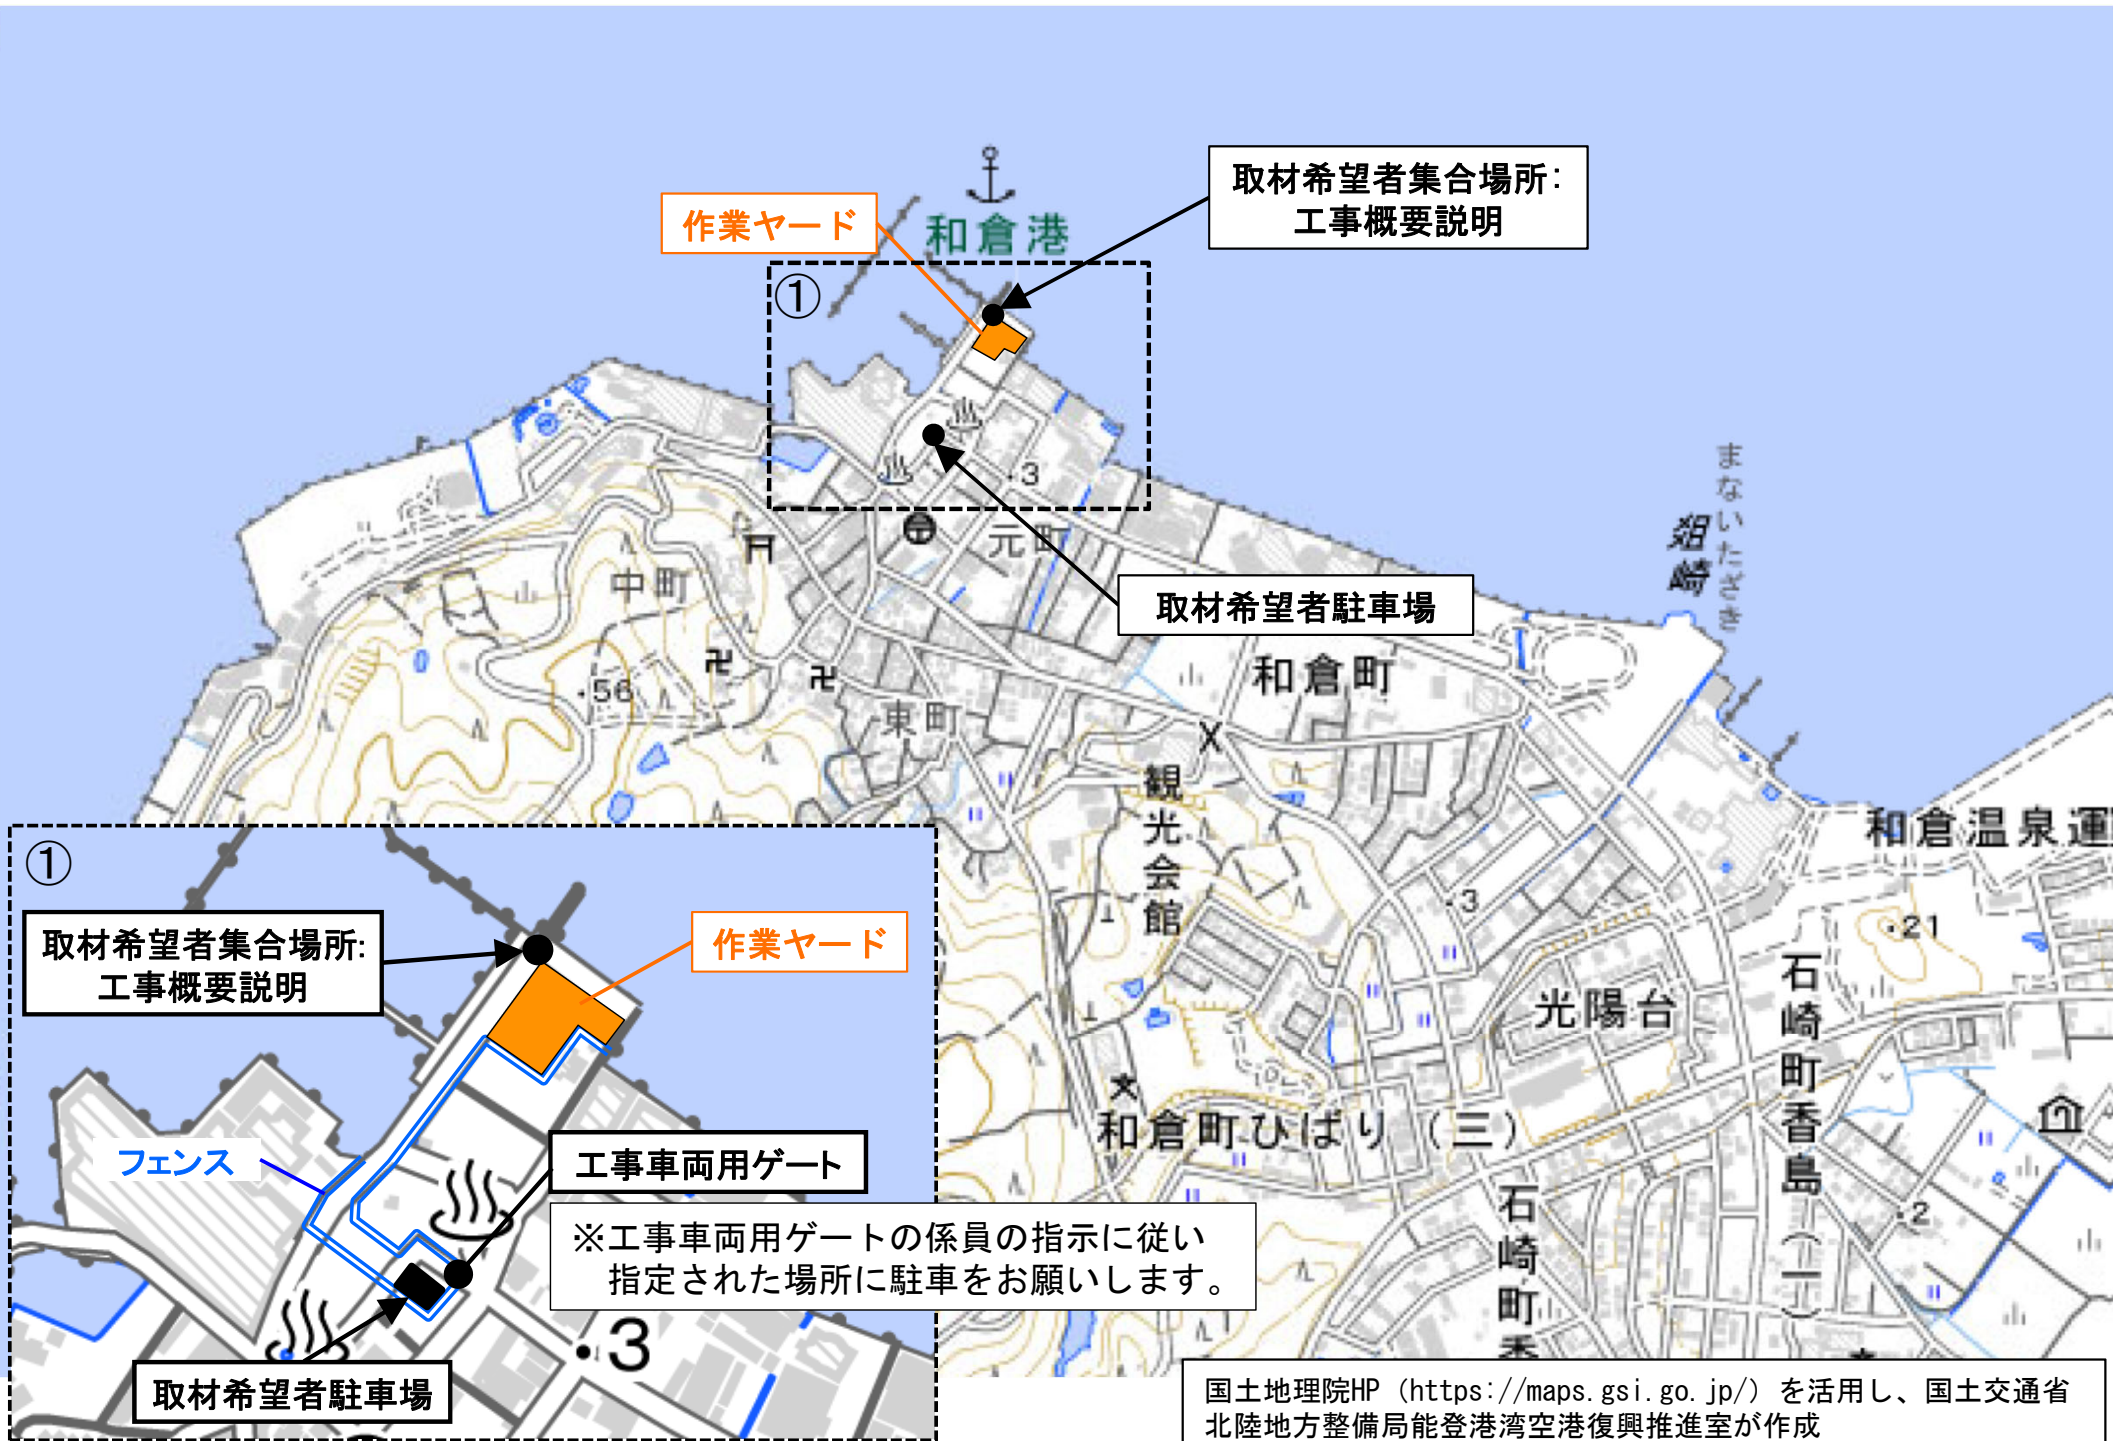 和倉港
作業ヤード
取材希望者集合場所：
工事概要説明
①
・3
元町
中町
取材希望者駐車場
爼崎
まないたざき
和倉町
・56
東町
観光会館
和倉温泉運
・3
・21
光陽台
石崎町香島(一)
和倉町ひばり(三)
石崎町香
・2
①
取材希望者集合場所:
工事概要説明
作業ヤード
フェンス
工事車両用ゲート
※工事車両用ゲートの係員の指示に従い
指定された場所に駐車をお願いします。
・3
取材希望者駐車場
国土地理院HP（https://maps.gsi.go.jp/）を活用し、国土交通省
北陸地方整備局能登港湾空港復興推進室が作成